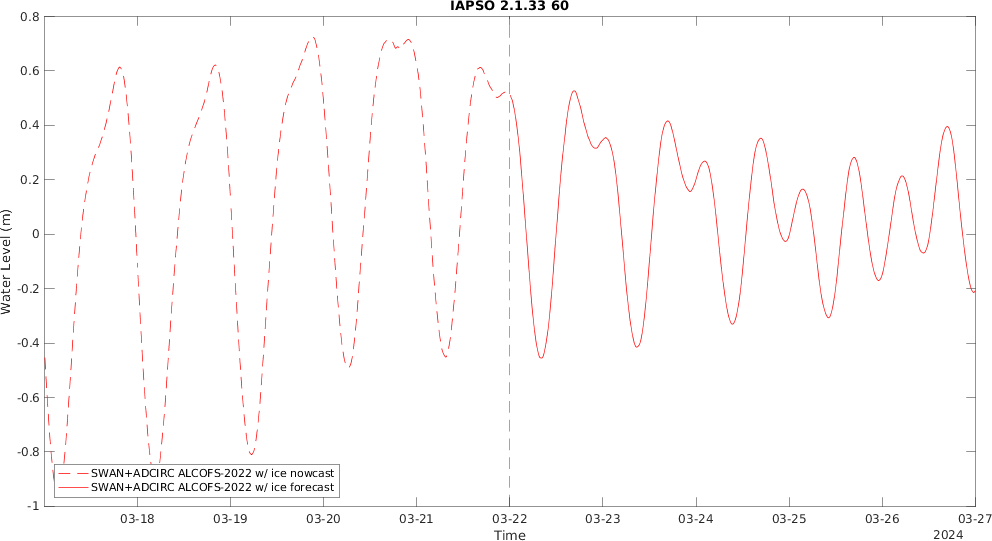 IAPSO 2.1.33 60
0.8
0.6
0.4
0.2
0
-0.2
-0.4
-0.6
-0.8
-1
Water Level (m)
SWAN+ADCIRC ALCOFS-2022 w/ ice nowcast
SWAN+ADCIRC ALCOFS-2022 w/ ice forecast
03-18 03-19 03-20 03-21 03-22 03-23 03-24 03-25 03-26 03-27
Time
2024